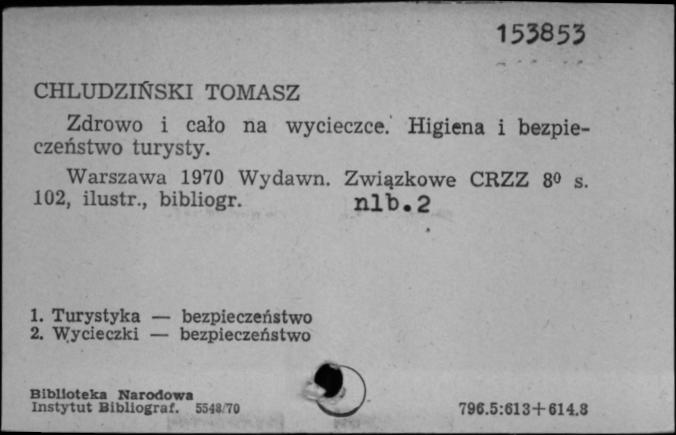 153853
CHLUDZIŃSKI TOMASZ
Zdrowo i cało na wycieczce. Higiena i bezpie-
czeństwo turysty.
Warszawa 1970 Wydawn. Związkowe CRZZ 8º s.
102, ilustr., bibliogr. nlb.2
1. Turystyka — bezpieczeństwo
2. Wycieczki — bezpieczeństwo
Biblioteka Narodowa
Instytut Bibliograf. 5548/70 796.5:613+614.8